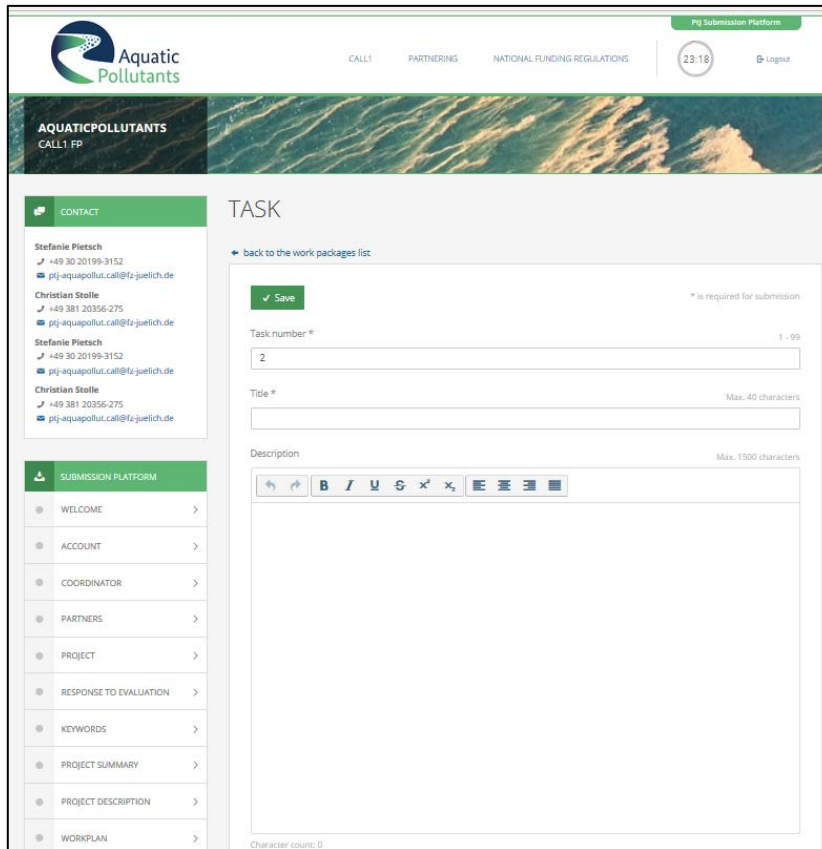 PtJ Submission Platform
Aquatic
Pollutants
CALL1 PARTNERING NATIONAL FUNDING REGULATIONS 23:18 Logout
AQUATICPOLLUTANTS
CALL1 FP
CONTACT
Stefanie Pietsch
+49 30 20199-3152
ptj-aquapollut.call@fz-juelich.de
Christian Stolle
+49 381 20356-275
ptj-aquapollut.call@fz-juelich.de
Stefanie Pietsch
+49 30 20199-3152
ptj-aquapollut.call@fz-juelich.de
Christian Stolle
+49 381 20356-275
ptj-aquapollut.call@fz-juelich.de
SUBMISSION PLATFORM
WELCOME
ACCOUNT
COORDINATOR
PARTNERS
PROJECT
RESPONSE TO EVALUATION
KEYWORDS
PROJECT SUMMARY
PROJECT DESCRIPTION
WORKPLAN
TASK
back to the work packages list
Save * is required for submission
Task number * 1 - 99
2
Title * Max. 40 characters
Description Max. 1500 characters
B I U S x² x₂
Character count: 0